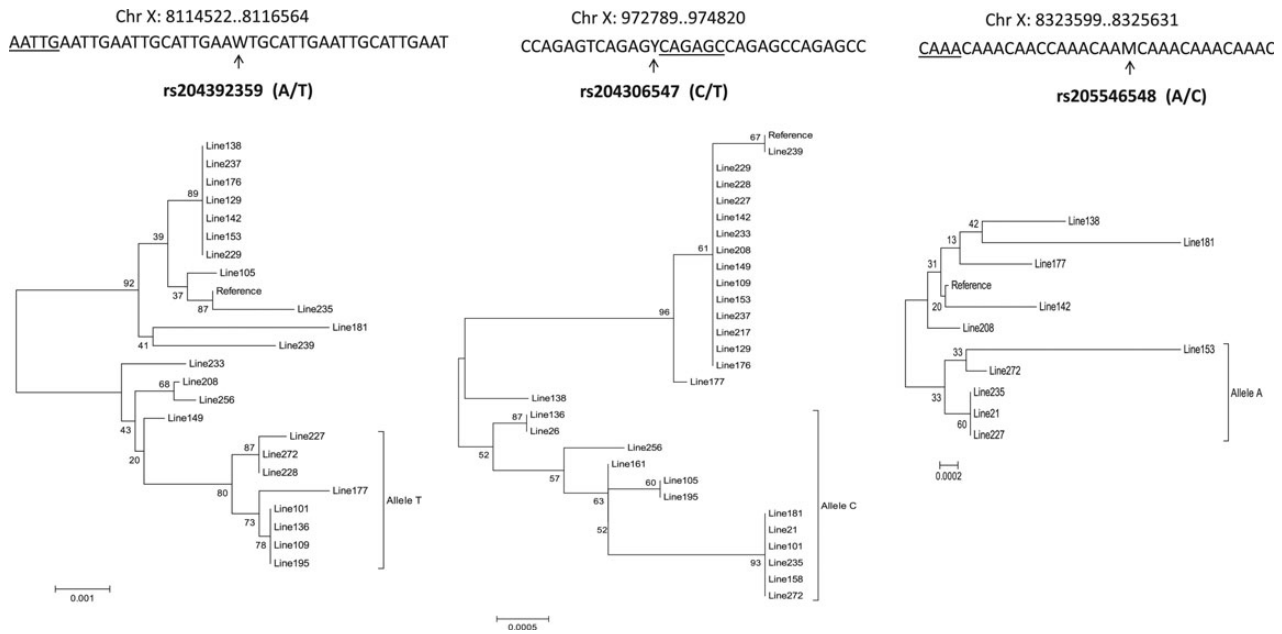 Chr X: 8114522..8116564
AATTGAATTGAATTGCATTGAAWTGCATTGAATTGCATTGAAT
rs204392359 (A/T)
Line138
Line237
Line176
89
Line129
Line142
39
Line153
Line229
Line105
92
37
Reference
87
Line235
Line181
41
Line239
Line233
68
Line208
Line256
Line149
43
Line227
20
87
Line272
Line228
80
Line177
Allele T
Line101
73
Line136
78
Line109
Line195
0.001
Chr X: 972789..974820
CCAGAGTCAGAGYCAGAGCCAGAGCCAGAGCC
rs204306547 (C/T)
67
Reference
Line239
Line229
Line228
Line227
Line142
Line233
61
Line208
Line149
Line109
Line153
96
Line237
Line217
Line129
Line176
Line177
Line138
87
Line136
Line26
52
Line256
57
Line161
60
Line105
63
Line195
Allele C
Line181
52
Line21
Line101
93
Line235
Line158
Line272
0.0005
Chr X: 8323599..8325631
CAAACAAACAACCAAACAAMCAAACAAACAAAC
rs205546548 (A/C)
42
Line138
13
Line181
31
Line177
Reference
20
Line142
Line208
33
Line153
Line272
33
Line235
Allele A
Line21
60
Line227
0.0002